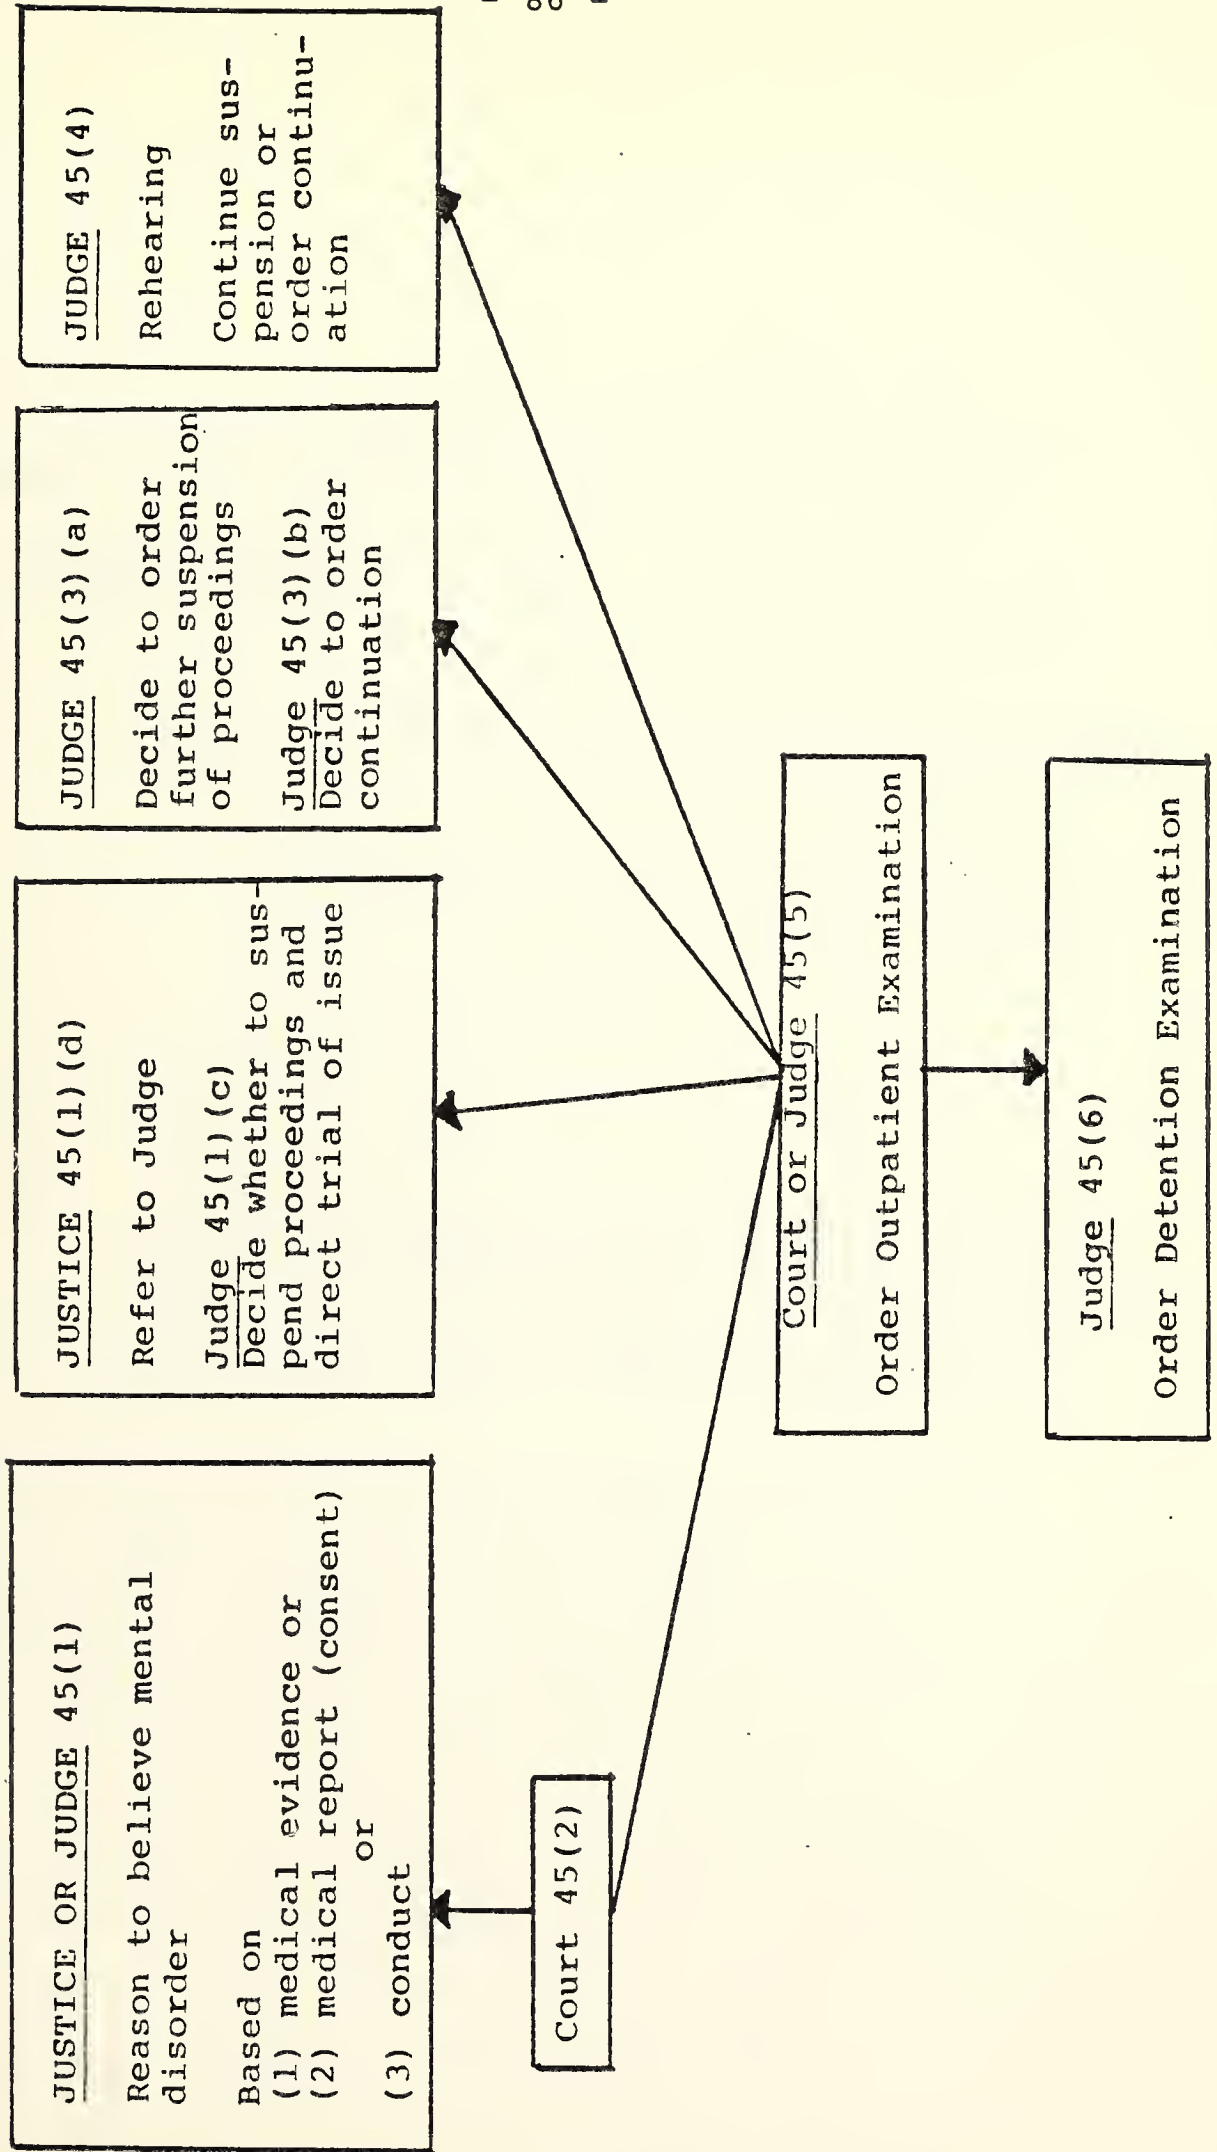 JUSTICE OR JUDGE 45(1)
Reason to believe mental
disorder
Based on
(1) medical evidence or
(2) medical report (consent)
or
(3) conduct
JUSTICE 45(1)(d)
Refer to Judge
Judge 45(1)(c)
Decide whether to sus-
pend proceedings and
direct trial of issue
JUDGE 45(3)(a)
Decide to order
further suspension
of proceedings
Judge 45(3)(b)
Decide to order
continuation
JUDGE 45(4)
Rehearing
Continue sus-
pension or
order continu-
ation
Court 45(2)
Court or Judge 45(5)
Order Outpatient Examination
Judge 45(6)
Order Detention Examination